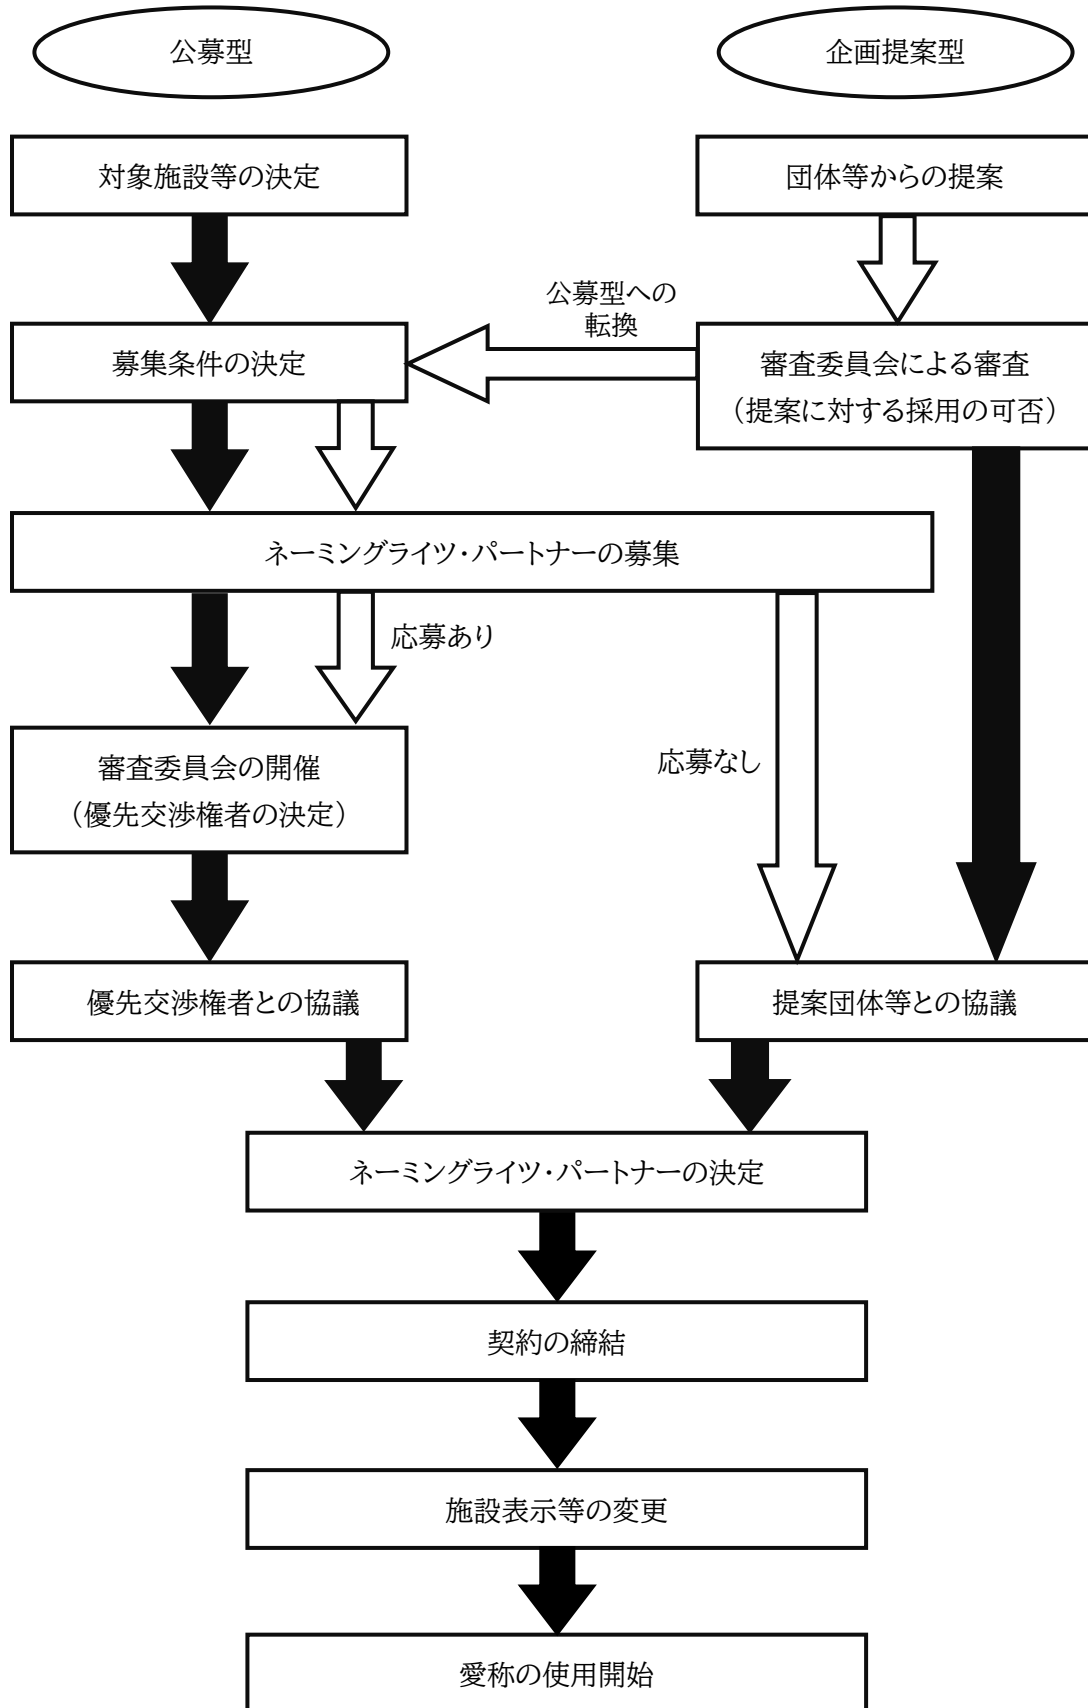 公募型
企画提案型
対象施設等の決定
団体等からの提案
公募型への
転換
募集条件の決定
審査委員会による審査
（提案に対する採用の可否）
ネーミングライツ・パートナーの募集
応募あり
応募なし
審査委員会の開催
（優先交渉権者の決定）
優先交渉権者との協議
提案団体等との協議
ネーミングライツ・パートナーの決定
契約の締結
施設表示等の変更
愛称の使用開始